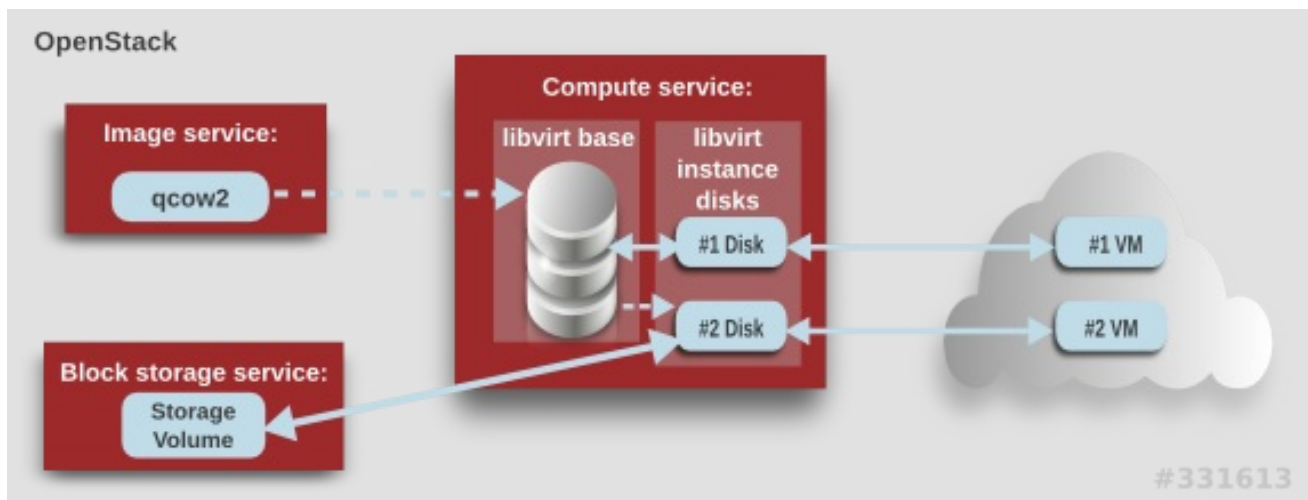 OpenStack
Image service:
qcow2
Compute service:
libvirt base
libvirt
instance
disks
#1 Disk
#2 Disk
#1 VM
#2 VM
Block storage service:
Storage
Volume
#331613